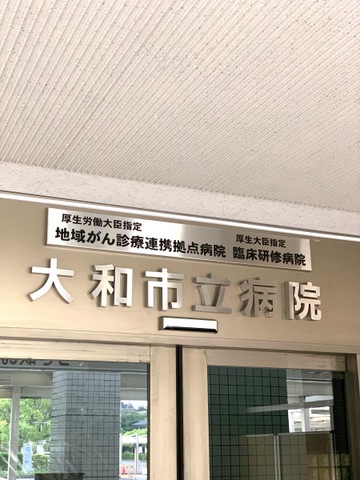 厚生労働大臣指定
地域がん診療連携拠点病院
厚生大臣指定
臨床研修病院
大和市立病院